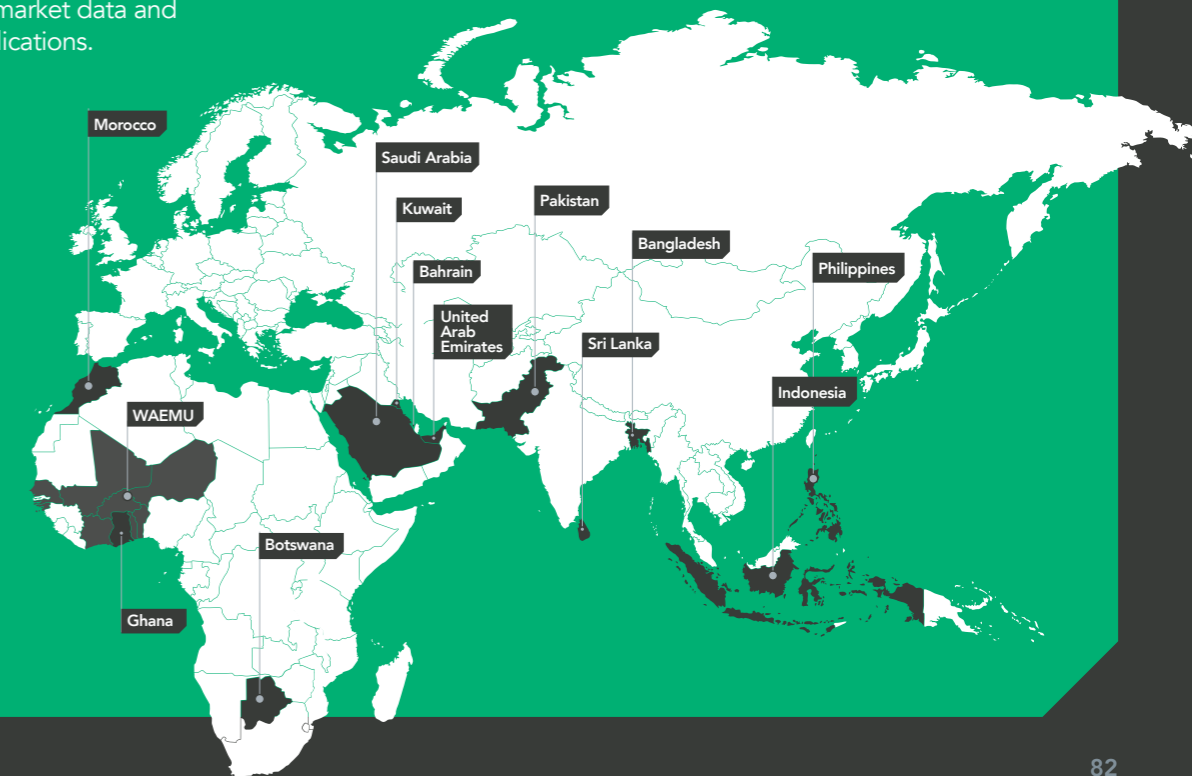 market data and
lications.
Morocco
Saudi Arabia
Kuwait
Pakistan
Bangladesh
Bahrain
Philippines
United
Arab
Emirates
Sri Lanka
Indonesia
WAEMU
Botswana
Ghana
82